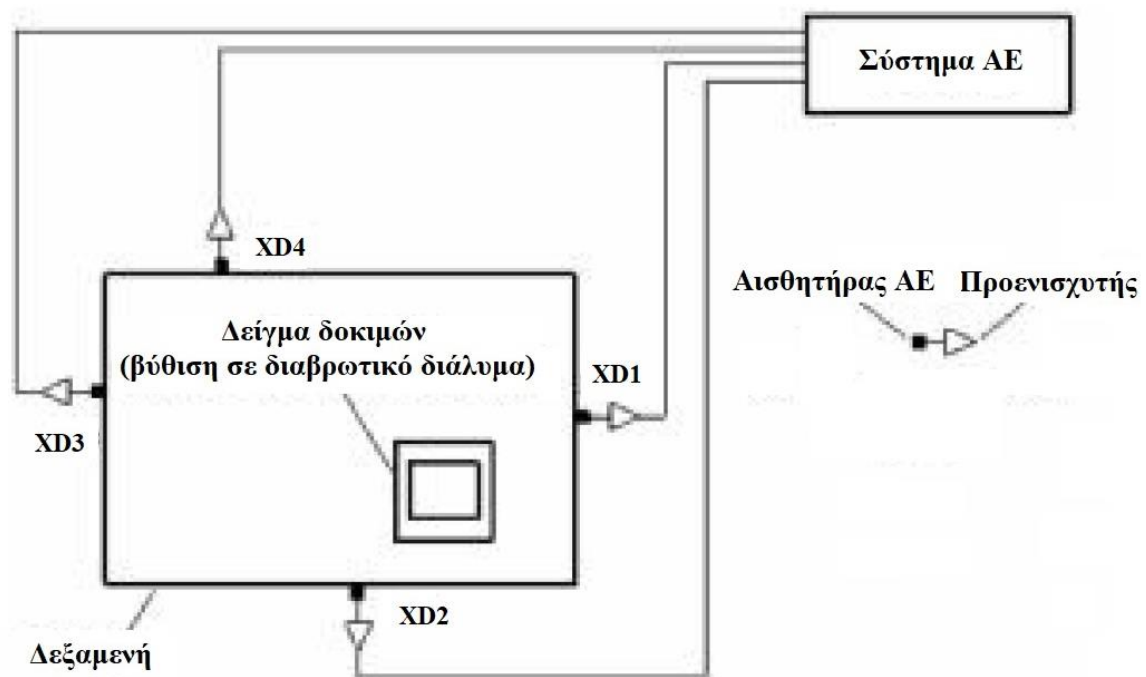 Σύστημα ΑΕ
XD4
Αισθητήρας ΑΕ
Προενισχυτής
Δείγμα δοκιμών
(βύθιση σε διαβρωτικό διάλυμα)
XD1
XD3
XD2
Δεξαμενή